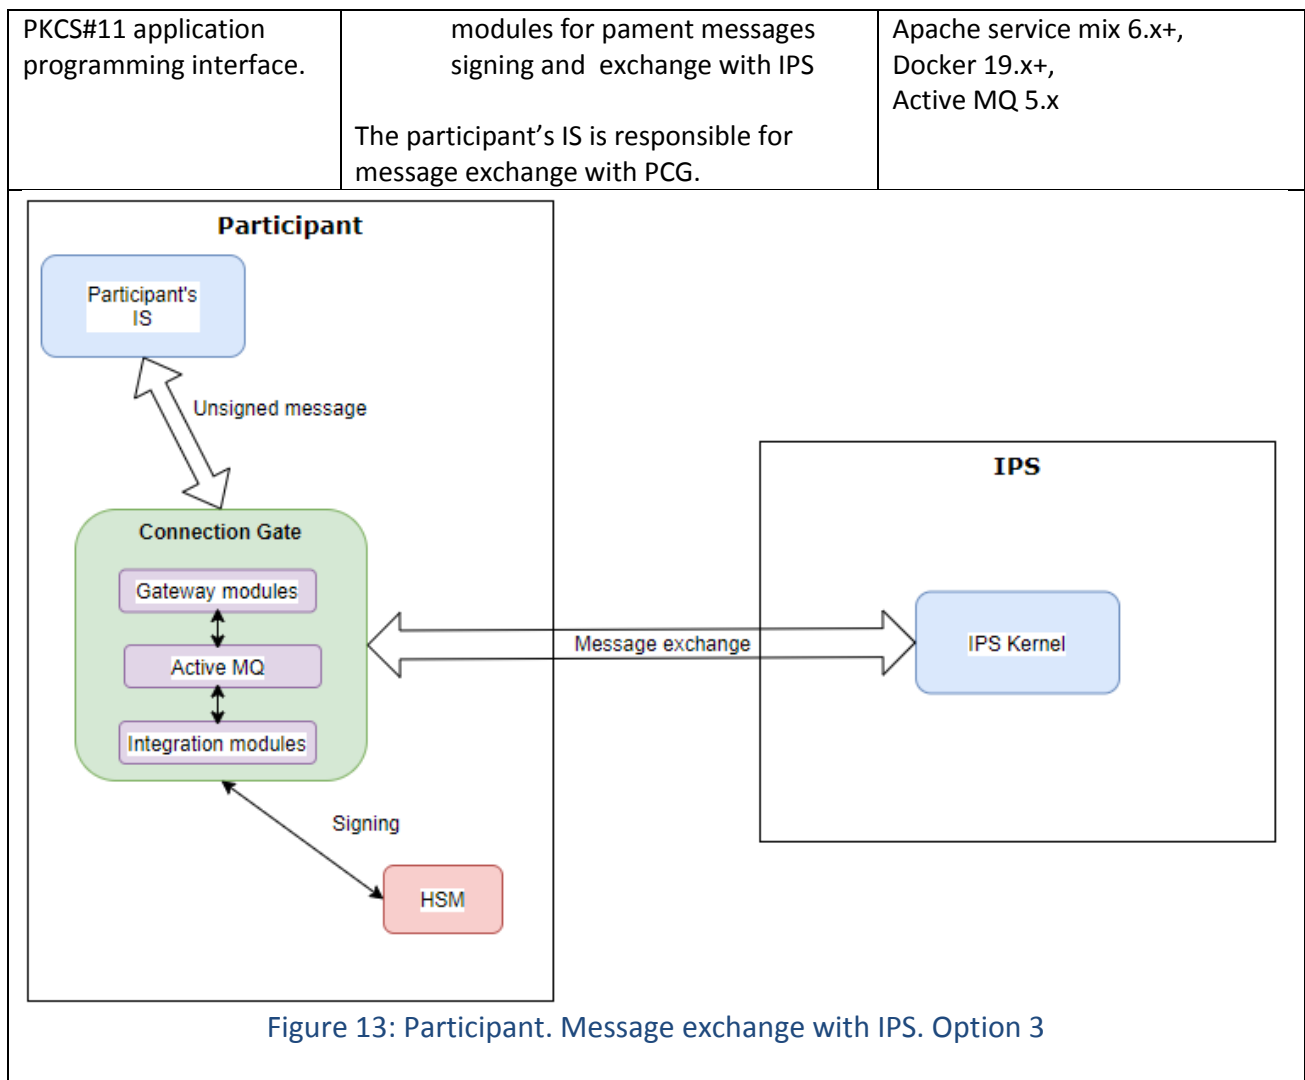 PKCS#11 application
programming interface.
modules for pament messages
signing and exchange with IPS
The participant’s IS is responsible for
message exchange with PCG.
Apache service mix 6.x+,
Docker 19.x+,
Active MQ 5.x
Participant
Participant's
IS
Unsigned message
Connection Gate
Gateway modules
Active MQ
Integration modules
Signing
HSM
Message exchange
IPS
IPS Kernel
Figure 13: Participant. Message exchange with IPS. Option 3